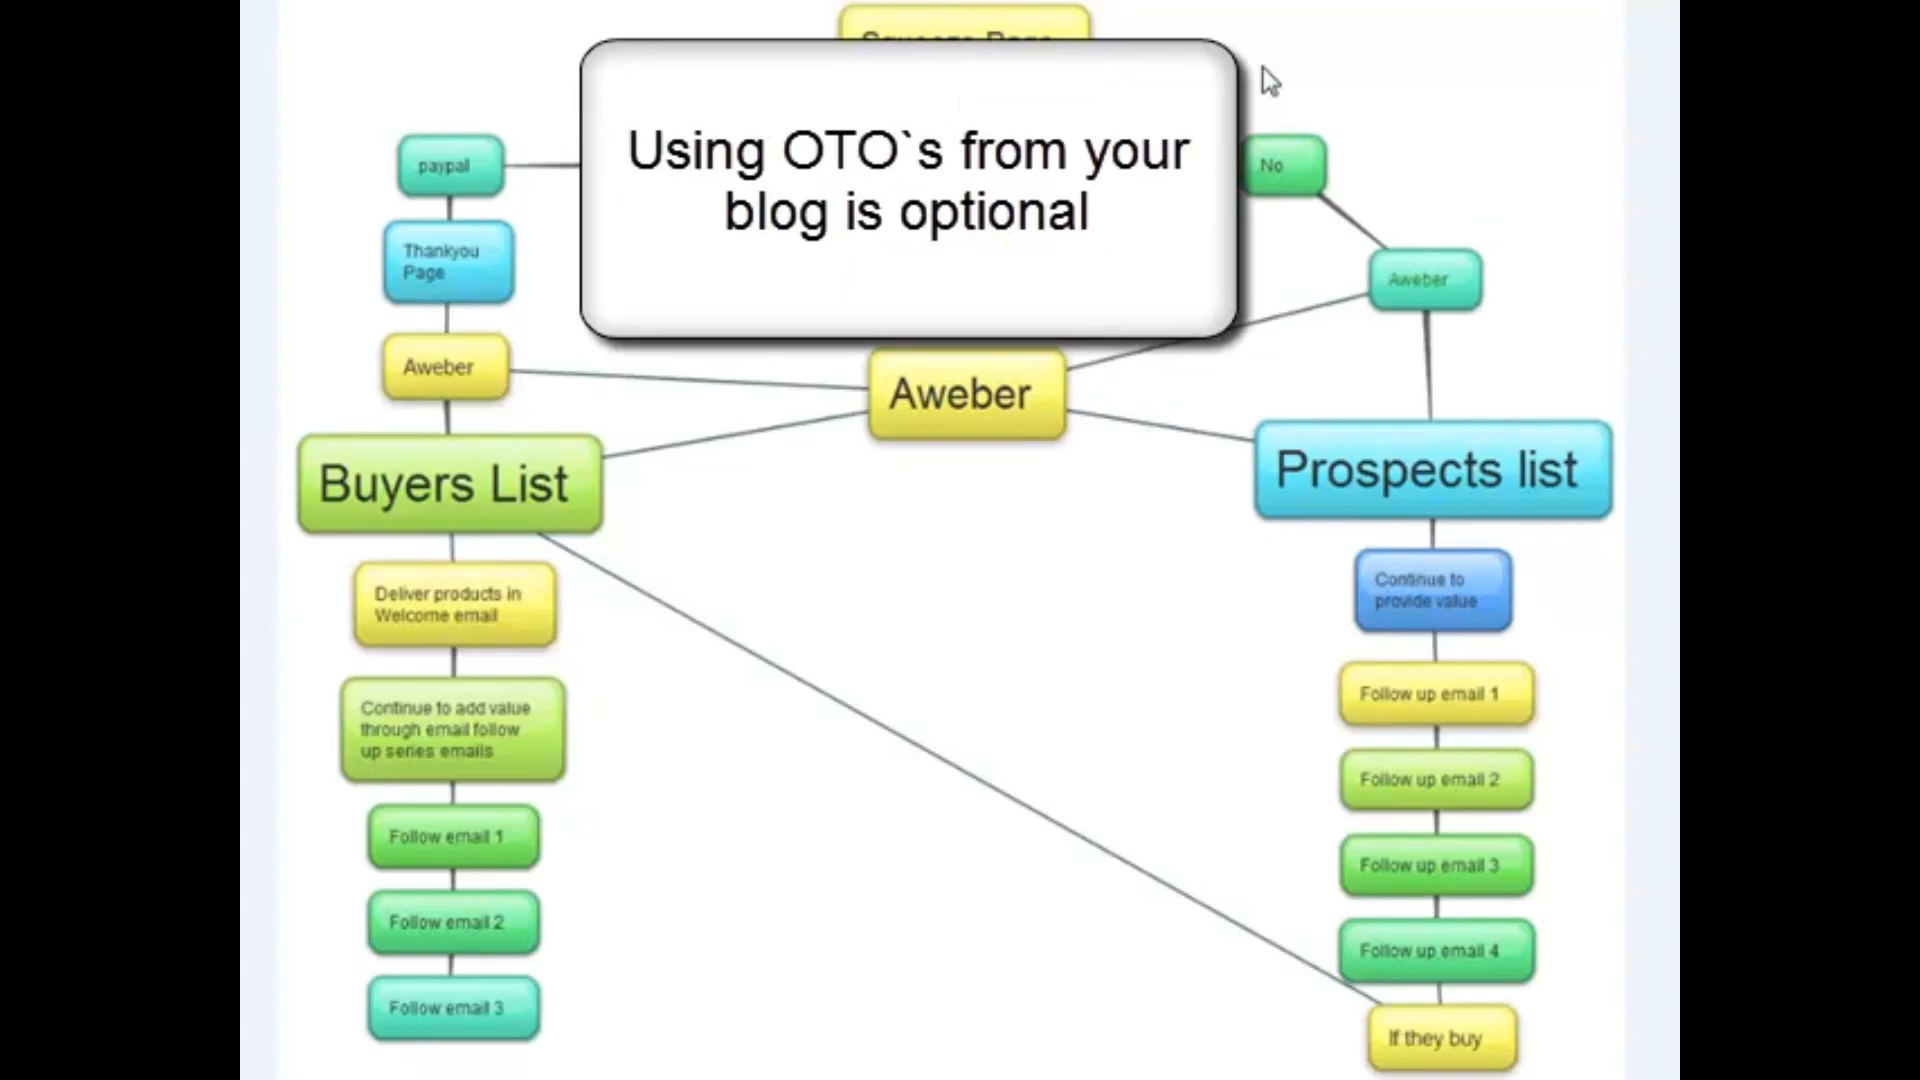 Squeeze Page
Using OTO`s from your
blog is optional
paypal
No
Thankyou
Page
Aweber
Aweber
Aweber
Buyers List
Prospects list
Deliver products in
Welcome email
Continue to
provide value
Continue to add value
through email follow
up series emails
Follow up email 1
Follow up email 2
Follow email 1
Follow up email 3
Follow email 2
Follow up email 4
Follow email 3
If they buy